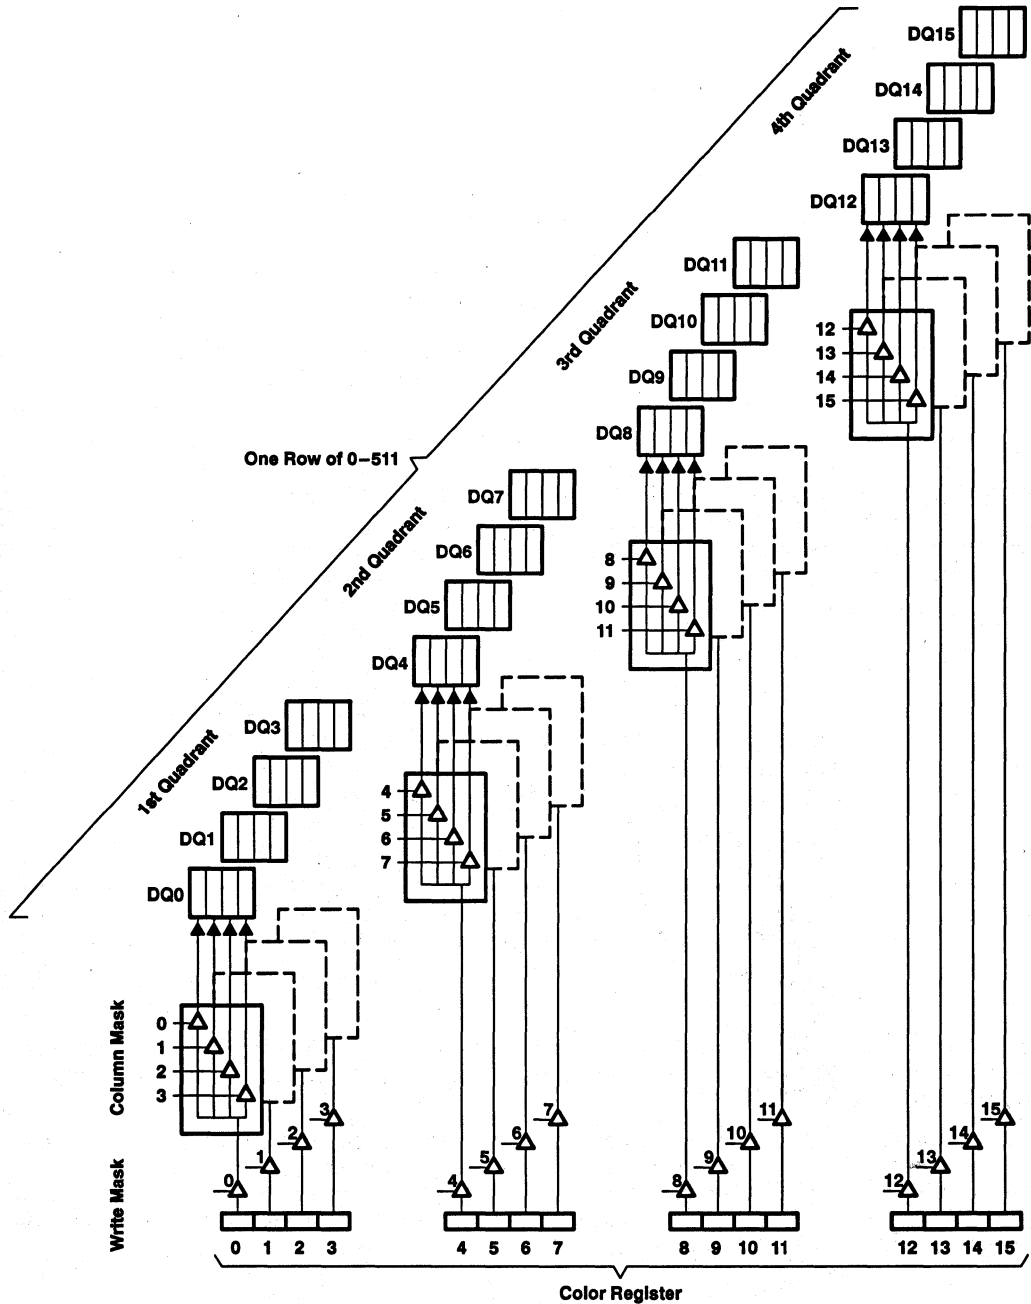 DQ15
DQ14
DQ13
DQ12
4th Quadrant
12
13
14
15
DQ11
DQ10
DQ9
DQ8
3rd Quadrant
8
9
10
11
One Row of 0–511
DQ7
DQ6
DQ5
DQ4
2nd Quadrant
4
5
6
7
DQ3
DQ2
DQ1
DQ0
1st Quadrant
Column Mask
0
1
2
3
Write Mask
0 1 2 3
4 5 6 7
8 9 10 11
12 13 14 15
0 1 2 3 4 5 6 7 8 9 10 11 12 13 14 15
Color Register